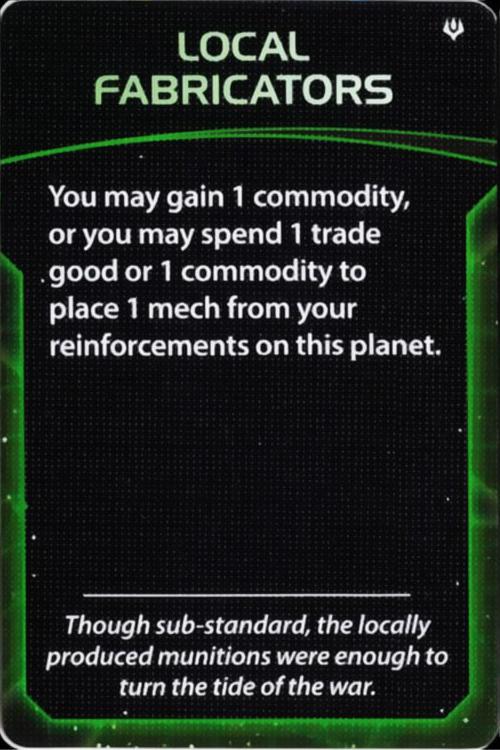 LOCAL
FABRICATORS
You may gain 1 commodity,
or you may spend 1 trade
good or 1 commodity to
place 1 mech from your
reinforcements on this planet.
Though sub-standard, the locally
produced munitions were enough to
turn the tide of the war.